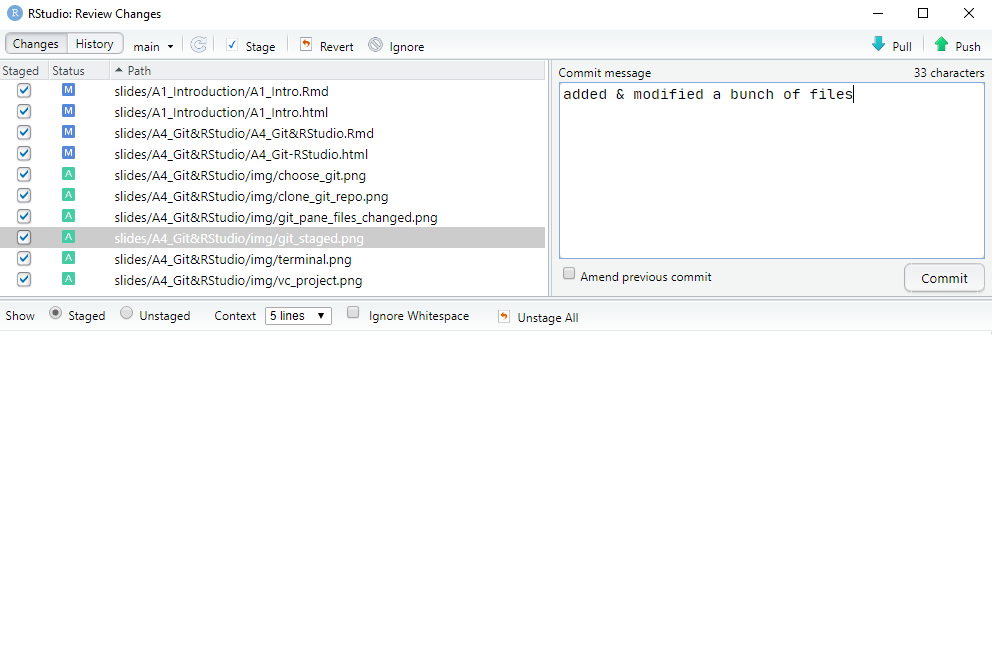 R RStudio: Review Changes
Changes History main Stage Revert Ignore Pull Push
Staged Status Path
M slides/A1_Introduction/A1_Intro.Rmd
M slides/A1_Introduction/A1_Intro.html
M slides/A4_Git&RStudio/A4_Git&RStudio.Rmd
M slides/A4_Git&RStudio/A4_Git-RStudio.html
A slides/A4_Git&RStudio/img/choose_git.png
A slides/A4_Git&RStudio/img/clone_git_repo.png
A slides/A4_Git&RStudio/img/git_pane_files_changed.png
A slides/A4_Git&RStudio/img/git_staged.png
A slides/A4_Git&RStudio/img/terminal.png
A slides/A4_Git&RStudio/img/vc_project.png
Commit message 33 characters
added & modified a bunch of files
Amend previous commit Commit
Show Staged Unstaged Context 5 lines Ignore Whitespace Unstage All